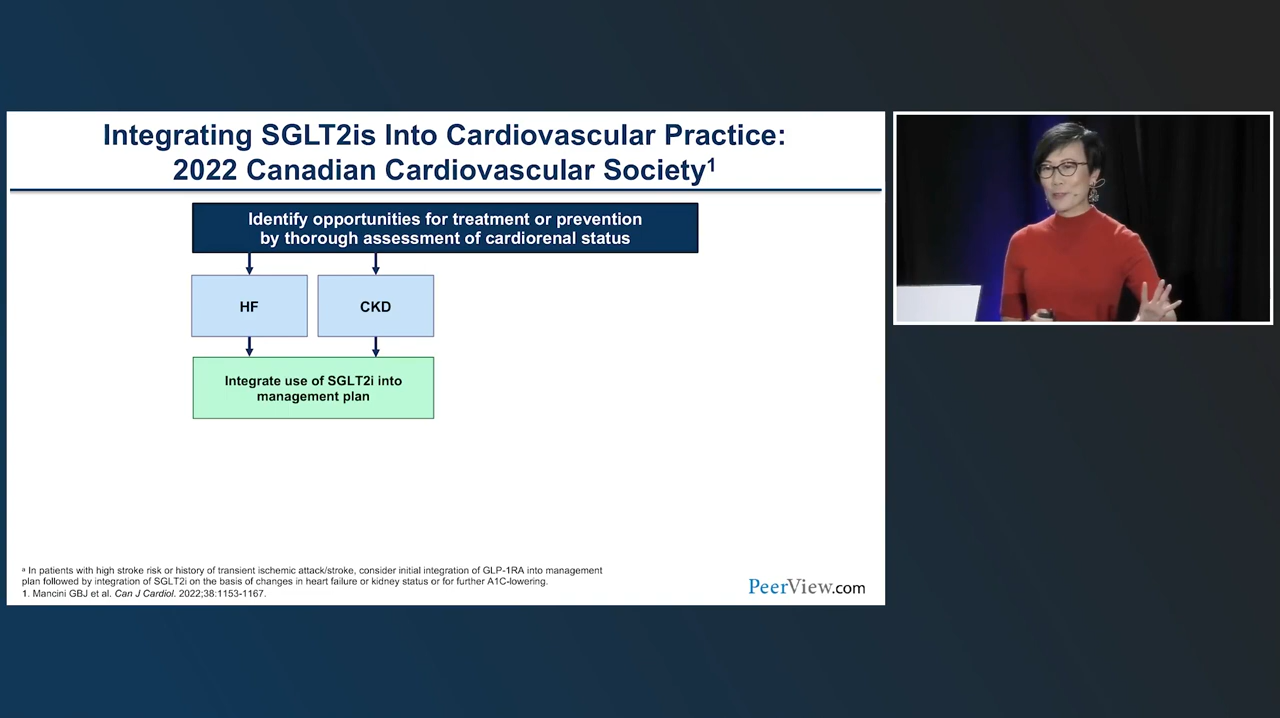 Integrating SGLT2is Into Cardiovascular Practice:
2022 Canadian Cardiovascular Society¹
Identify opportunities for treatment or prevention
by thorough assessment of cardiorenal status
HF
CKD
Integrate use of SGLT2i into
management plan
ᵃ In patients with high stroke risk or history of transient ischemic attack/stroke, consider initial integration of GLP-1RA into management
plan followed by integration of SGLT2i on the basis of changes in heart failure or kidney status or for further A1C-lowering.
1. Mancini GBJ et al. Can J Cardiol. 2022;38:1153-1167.
PeerView.com